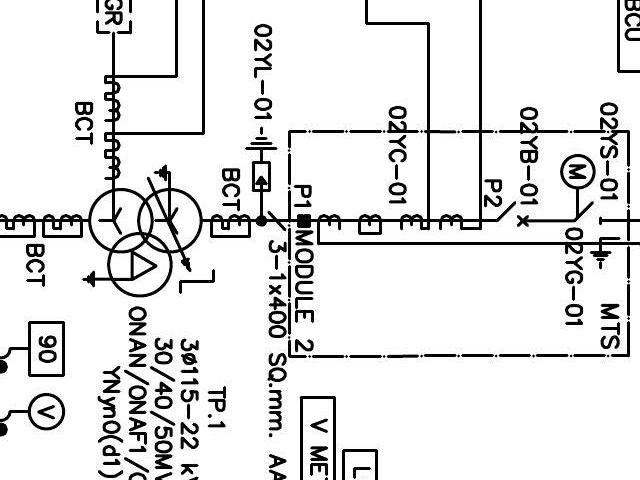 GR
BCU
02YL-01
BCT
02YC-01
02YB-01
02YS-01
P2
M
BCT
P1
MODULE 2
02YG-01
MTS
BCT
3-1x400 SQ.mm. AA
TP.1
3ø115-22 k
30/40/50MV
ONAN/ONAF1/
YNyn0(d1)
90
V
V ME
L